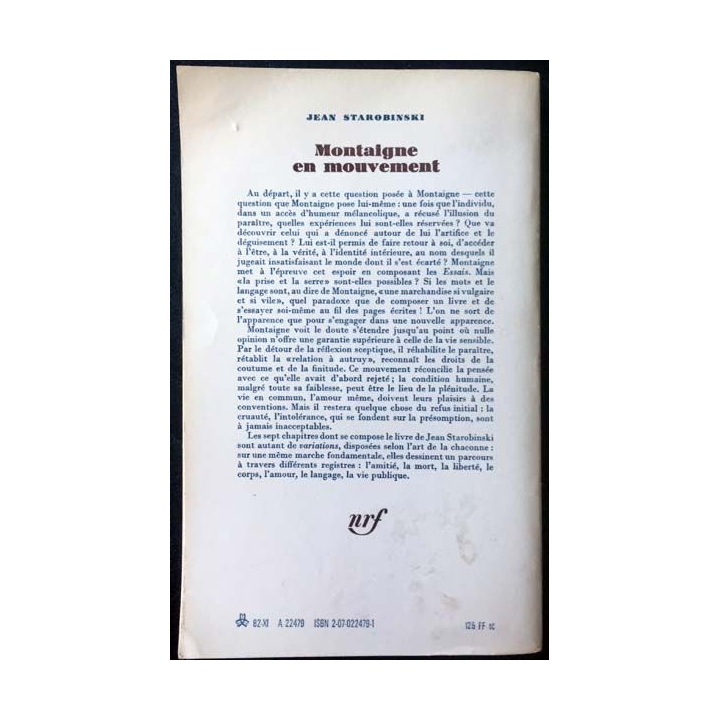 JEAN STAROBINSKI
Montaigne
en mouvement
Au départ, il y a cette question posée à Montaigne — cette
question que Montaigne pose lui-même : une fois que l'individu,
dans un accès d'humeur mélancolique, a récusé l'illusion du
paraître, quelles expériences lui sont-elles réservées ? Que va
découvrir celui qui a dénoncé autour de lui l'artifice et le
déguisement ? Lui est-il permis de faire retour à soi, d'accéder
à l'être, à la vérité, à l'identité intérieure, au nom desquels il
jugeait insatisfaisant le monde dont il s'est écarté ? Montaigne
met à l'épreuve cet espoir en composant les Essais. Mais
«la prise et la serre» sont-elles possibles ? Si les mots et le
langage sont, au dire de Montaigne, «une marchandise si vulgaire
et si vile», quel paradoxe que de composer un livre et de
s'essayer soi-même au fil des pages écrites ! L'on ne sort de
l'apparence que pour s'engager dans une nouvelle apparence.
Montaigne voit le doute s'étendre jusqu'au point où nulle
opinion n'offre une garantie supérieure à celle de la vie sensible.
Par le détour de la réflexion sceptique, il réhabilite le paraître,
rétablit la «relation à autruy», reconnaît les droits de la
coutume et de la finitude. Ce mouvement réconcilie la pensée
avec ce qu'elle avait d'abord rejeté ; la condition humaine,
malgré toute sa faiblesse, peut être le lieu de la plénitude. La
vie en commun, l'amour même, doivent leurs plaisirs à des
conventions. Mais il restera quelque chose du refus initial : la
cruauté, l'intolérance, qui se fondent sur la présomption, sont
à jamais inacceptables.
Les sept chapitres dont se compose le livre de Jean Starobinski
sont autant de variations, disposées selon l'art de la chaconne :
sur une même marche fondamentale, elles dessinent un parcours
à travers différents registres : l'amitié, la mort, la liberté, le
corps, l'amour, le langage, la vie publique.
nrf
82-XI A 22479 ISBN 2-07-022479-1 125 FF tc